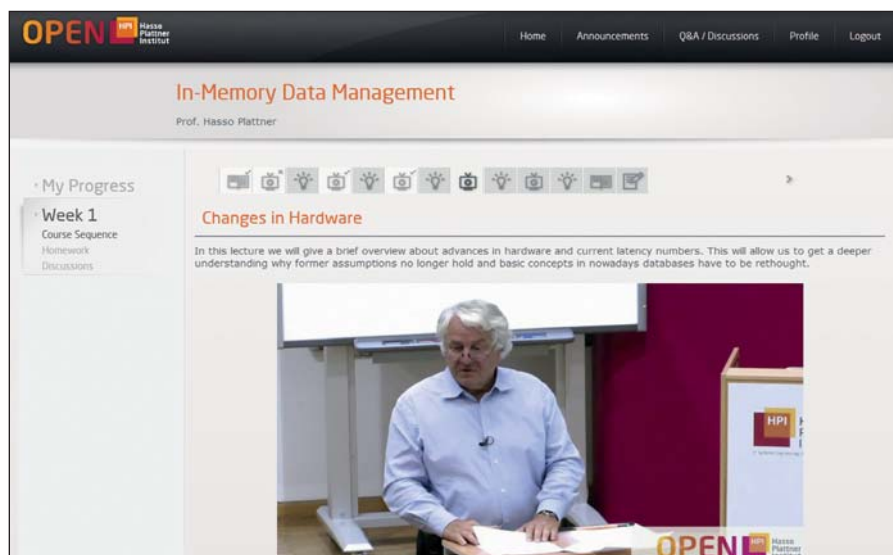 OPEN HPI Hasso
Plattner
Institut
Home Announcements Q&A / Discussions Profile Logout
In-Memory Data Management
Prof. Hasso Plattner
My Progress
Week 1
Course Sequence
Homework
Discussions
Changes in Hardware
In this lecture we will give a brief overview about advances in hardware and current latency numbers. This will allow us to get a deeper
understanding why former assumptions no longer hold and basic concepts in nowadays databases have to be rethought.
HPI H
P
I
OPEN HPI Hasso
Plattner